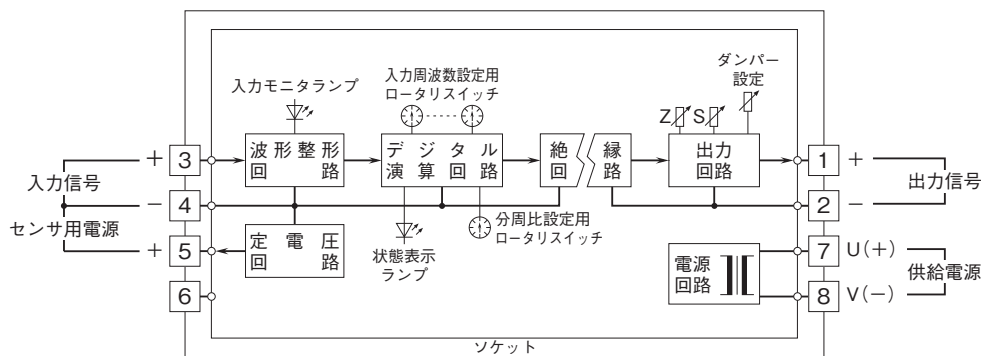 ダンパー
設定
入力周波数設定用
ロータリスイッチ
入力モニタランプ
Z
S
波形整形
回路
デジタル
演算回路
絶縁
回路
出力
回路
+
3
入力信号
-
4
センサ用電源
+
5
6
定電圧
回路
状態表示
ランプ
分周比設定用
ロータリスイッチ
電源
回路
1
+
出力信号
2
-
7
U(+)
供給電源
8
V(-)
ソケット